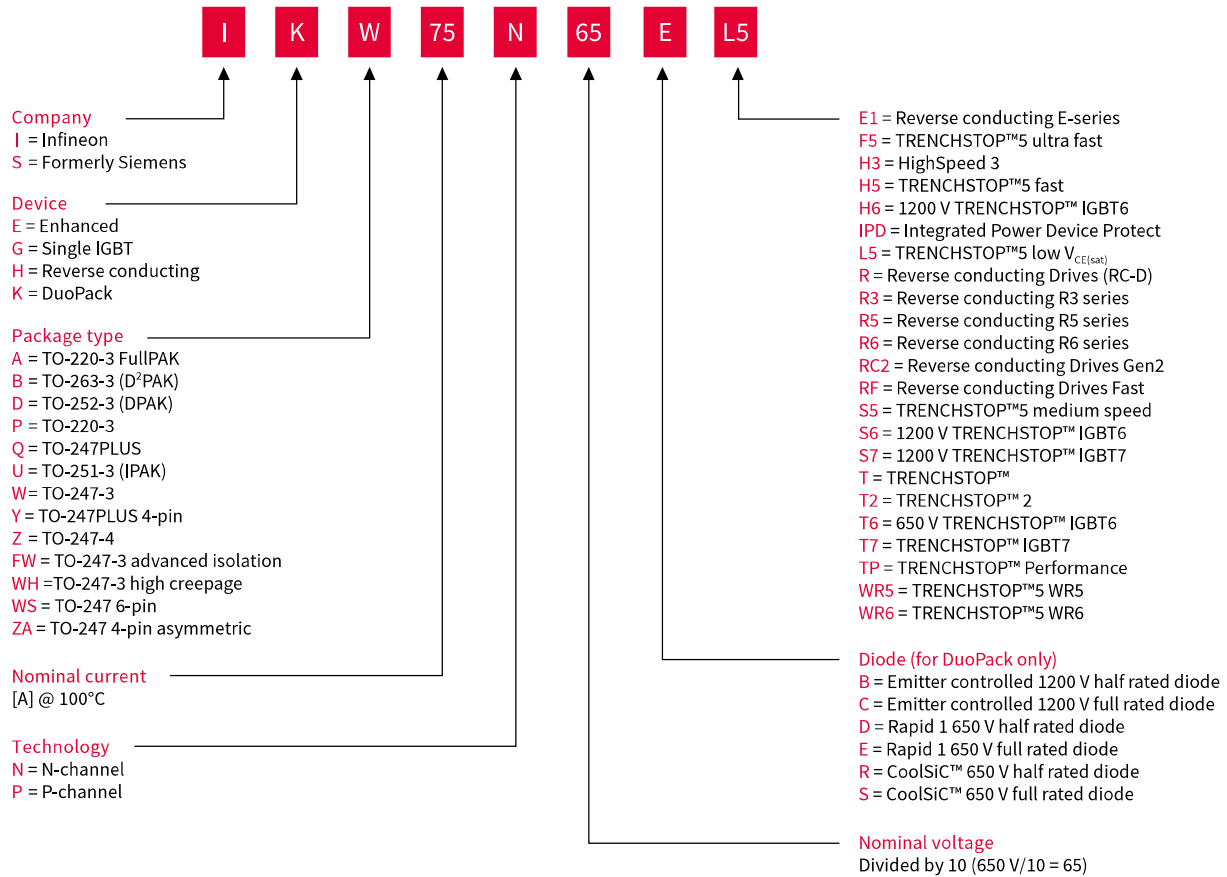 I K W 75 N 65 E L5
Company
I = Infineon
S = Formerly Siemens
Device
E = Enhanced
G = Single IGBT
H = Reverse conducting
K = DuoPack
Package type
A = TO-220-3 FullPAK
B = TO-263-3 (D²PAK)
D = TO-252-3 (DPAK)
P = TO-220-3
Q = TO-247PLUS
U = TO-251-3 (IPAK)
W = TO-247-3
Y = TO-247PLUS 4-pin
Z = TO-247-4
FW = TO-247-3 advanced isolation
WH =TO-247-3 high creepage
WS = TO-247 6-pin
ZA = TO-247 4-pin asymmetric
Nominal current
[A] @ 100°C
Technology
N = N-channel
P = P-channel
E1 = Reverse conducting E-series
F5 = TRENCHSTOP™5 ultra fast
H3 = HighSpeed 3
H5 = TRENCHSTOP™5 fast
H6 = 1200 V TRENCHSTOP™ IGBT6
IPD = Integrated Power Device Protect
L5 = TRENCHSTOP™5 low VCE(sat)
R = Reverse conducting Drives (RC-D)
R3 = Reverse conducting R3 series
R5 = Reverse conducting R5 series
R6 = Reverse conducting R6 series
RC2 = Reverse conducting Drives Gen2
RF = Reverse conducting Drives Fast
S5 = TRENCHSTOP™5 medium speed
S6 = 1200 V TRENCHSTOP™ IGBT6
S7 = 1200 V TRENCHSTOP™ IGBT7
T = TRENCHSTOP™
T2 = TRENCHSTOP™ 2
T6 = 650 V TRENCHSTOP™ IGBT6
T7 = TRENCHSTOP™ IGBT7
TP = TRENCHSTOP™ Performance
WR5 = TRENCHSTOP™5 WR5
WR6 = TRENCHSTOP™5 WR6
Diode (for DuoPack only)
B = Emitter controlled 1200 V half rated diode
C = Emitter controlled 1200 V full rated diode
D = Rapid 1 650 V half rated diode
E = Rapid 1 650 V full rated diode
R = CoolSiC™ 650 V half rated diode
S = CoolSiC™ 650 V full rated diode
Nominal voltage
Divided by 10 (650 V/10 = 65)